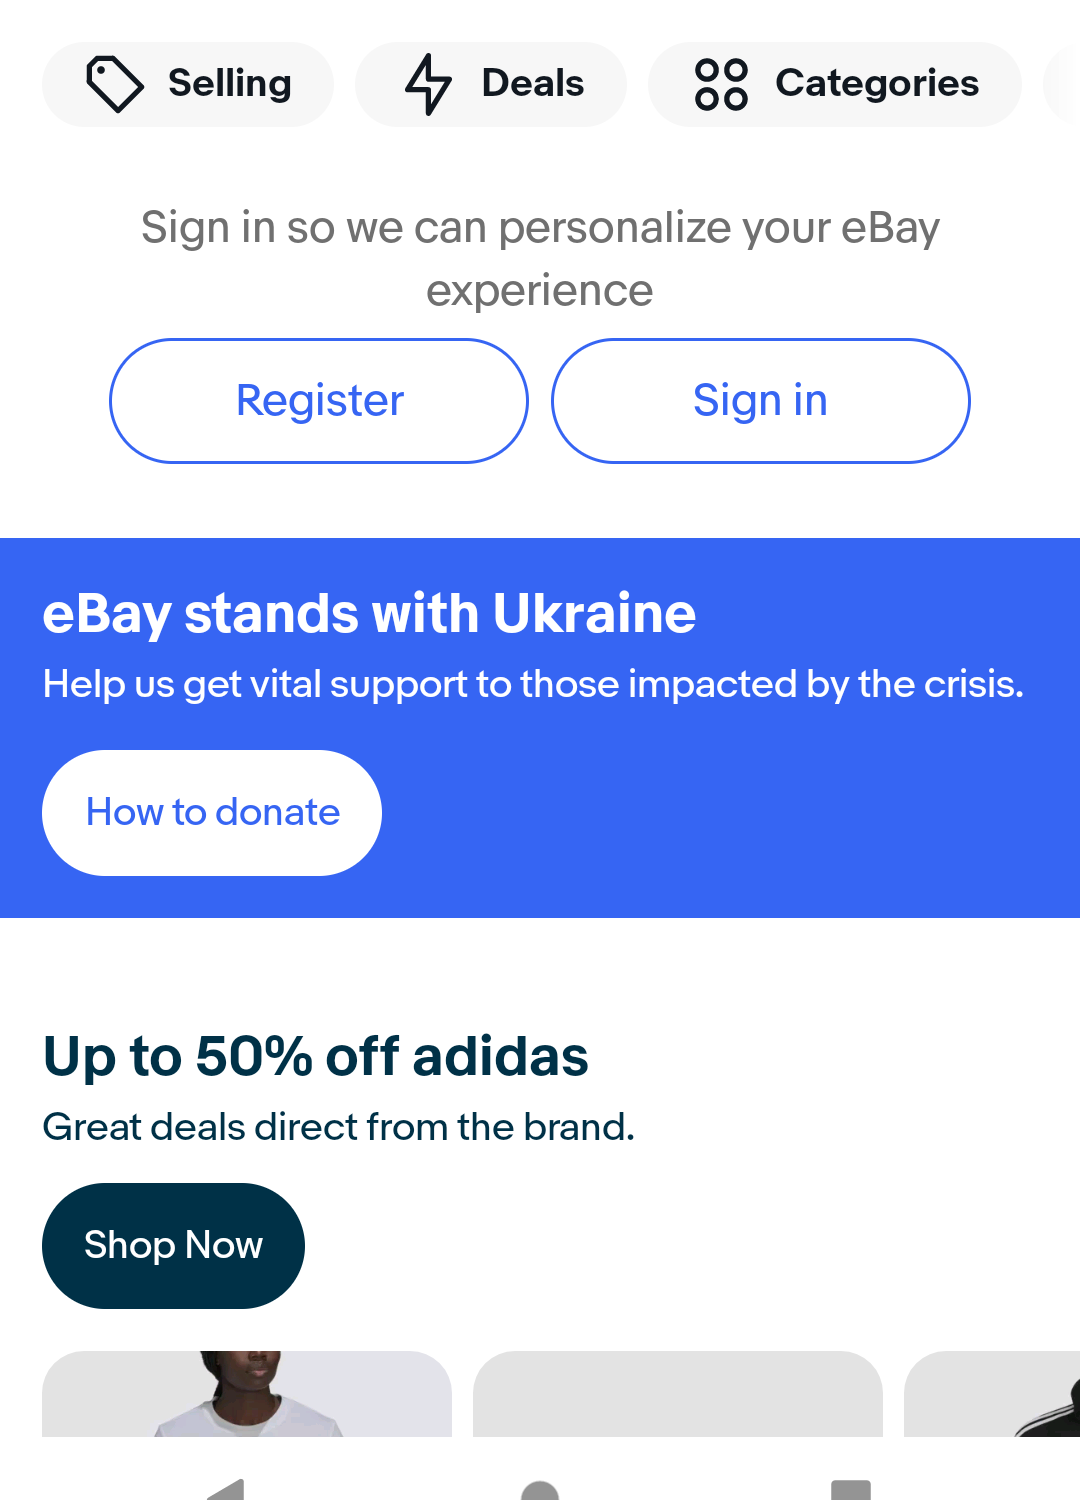 Selling
Deals
Categories
Sign in so we can personalize your eBay
experience
Register
Sign in
eBay stands with Ukraine
Help us get vital support to those impacted by the crisis.
How to donate
Up to 50% off adidas
Great deals direct from the brand.
Shop Now